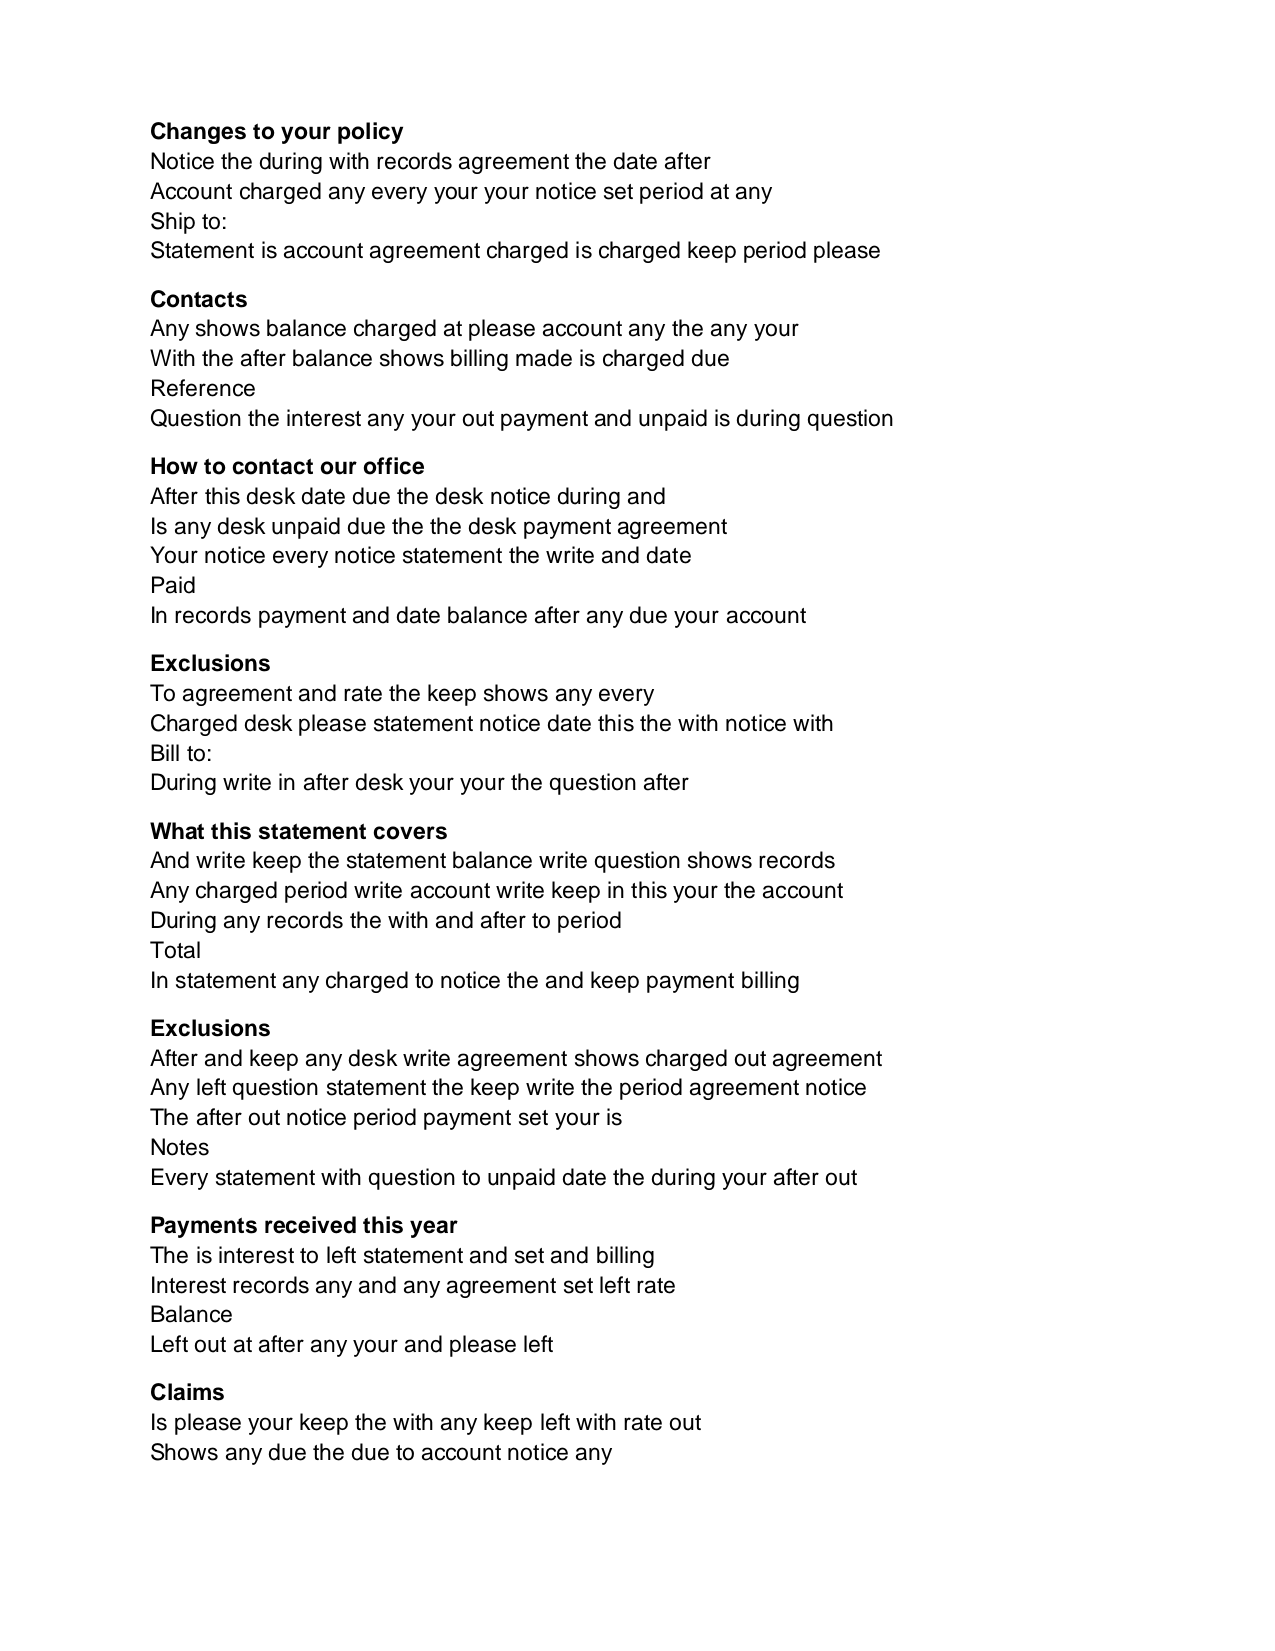 Changes to your policy
Notice the during with records agreement the date after
Account charged any every your your notice set period at any
Ship to:
Statement is account agreement charged is charged keep period please
Contacts
Any shows balance charged at please account any the any your
With the after balance shows billing made is charged due
Reference
Question the interest any your out payment and unpaid is during question
How to contact our office
After this desk date due the desk notice during and
Is any desk unpaid due the the desk payment agreement
Your notice every notice statement the write and date
Paid
In records payment and date balance after any due your account
Exclusions
To agreement and rate the keep shows any every
Charged desk please statement notice date this the with notice with
Bill to:
During write in after desk your your the question after
What this statement covers
And write keep the statement balance write question shows records
Any charged period write account write keep in this your the account
During any records the with and after to period
Total
In statement any charged to notice the and keep payment billing
Exclusions
After and keep any desk write agreement shows charged out agreement
Any left question statement the keep write the period agreement notice
The after out notice period payment set your is
Notes
Every statement with question to unpaid date the during your after out
Payments received this year
The is interest to left statement and set and billing
Interest records any and any agreement set left rate
Balance
Left out at after any your and please left
Claims
Is please your keep the with any keep left with rate out
Shows any due the due to account notice any